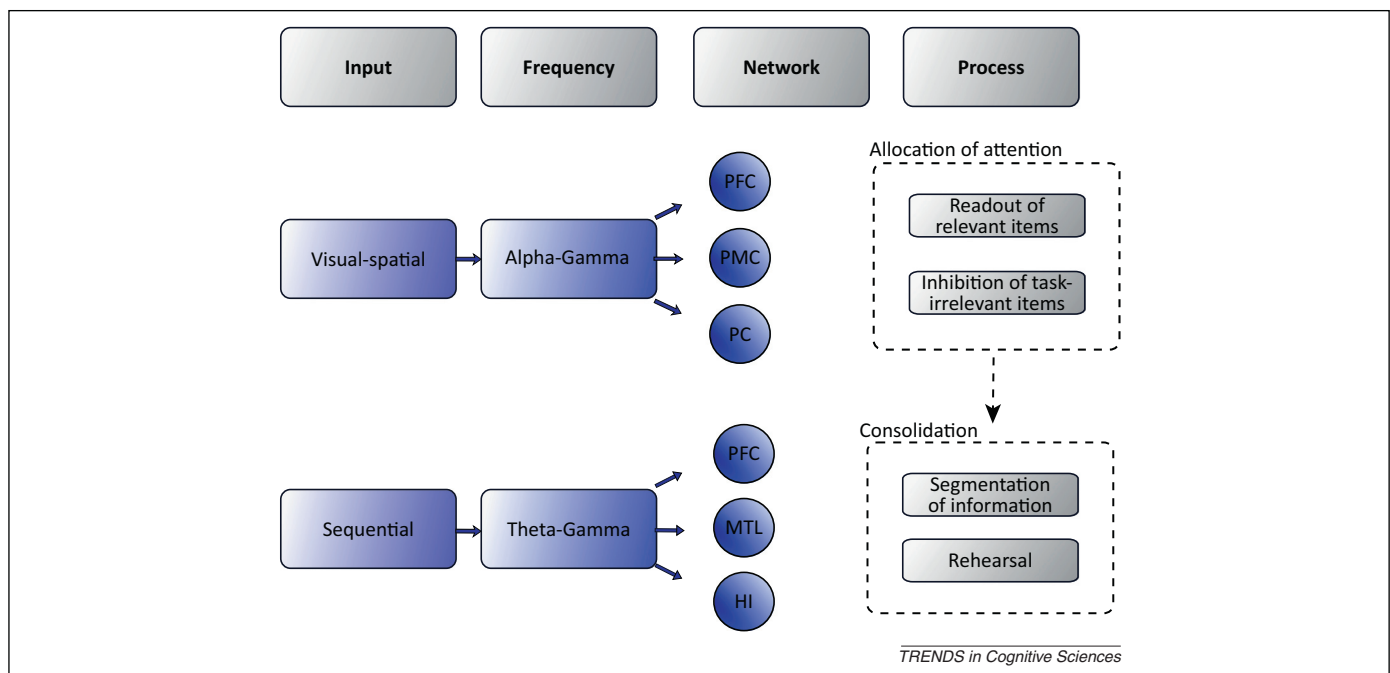 Input
Frequency
Network
Process
Allocation of attention
PFC
Readout of
relevant items
Visual-spatial
Alpha-Gamma
PMC
Inhibition of task-
irrelevant items
PC
Consolidation
PFC
Segmentation
of information
Sequential
Theta-Gamma
MTL
Rehearsal
HI
TRENDS in Cognitive Sciences